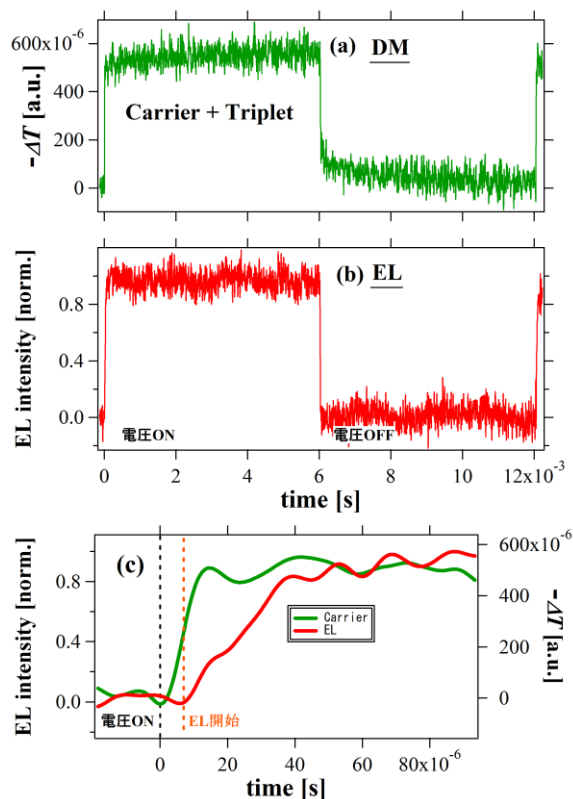 600x10⁻⁶
400
200
0
-ΔT [a.u.]
(a) DM
Carrier + Triplet
0.8
0.4
0.0
EL intensity [norm.]
(b) EL
電圧ON
電圧OFF
0 2 4 6 8 10 12x10⁻³
time [s]
0.8
0.4
0.0
EL intensity [norm.]
(c)
Carrier
EL
600x10⁻⁶
400
200
0
-ΔT [a.u.]
電圧ON
EL開始
0 20 40 60 80x10⁻⁶
time [s]